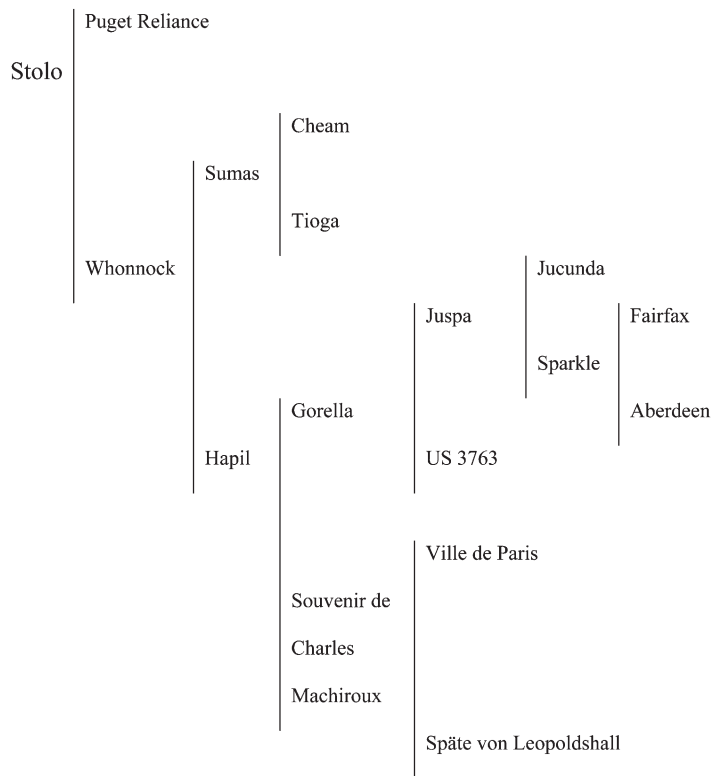 Puget Reliance
Stolo
Cheam
Sumas
Tioga
Whonnock
Jucunda
Juspa
Fairfax
Sparkle
Gorella
Aberdeen
Hapil
US 3763
Ville de Paris
Souvenir de
Charles
Machiroux
Späte von Leopoldshall